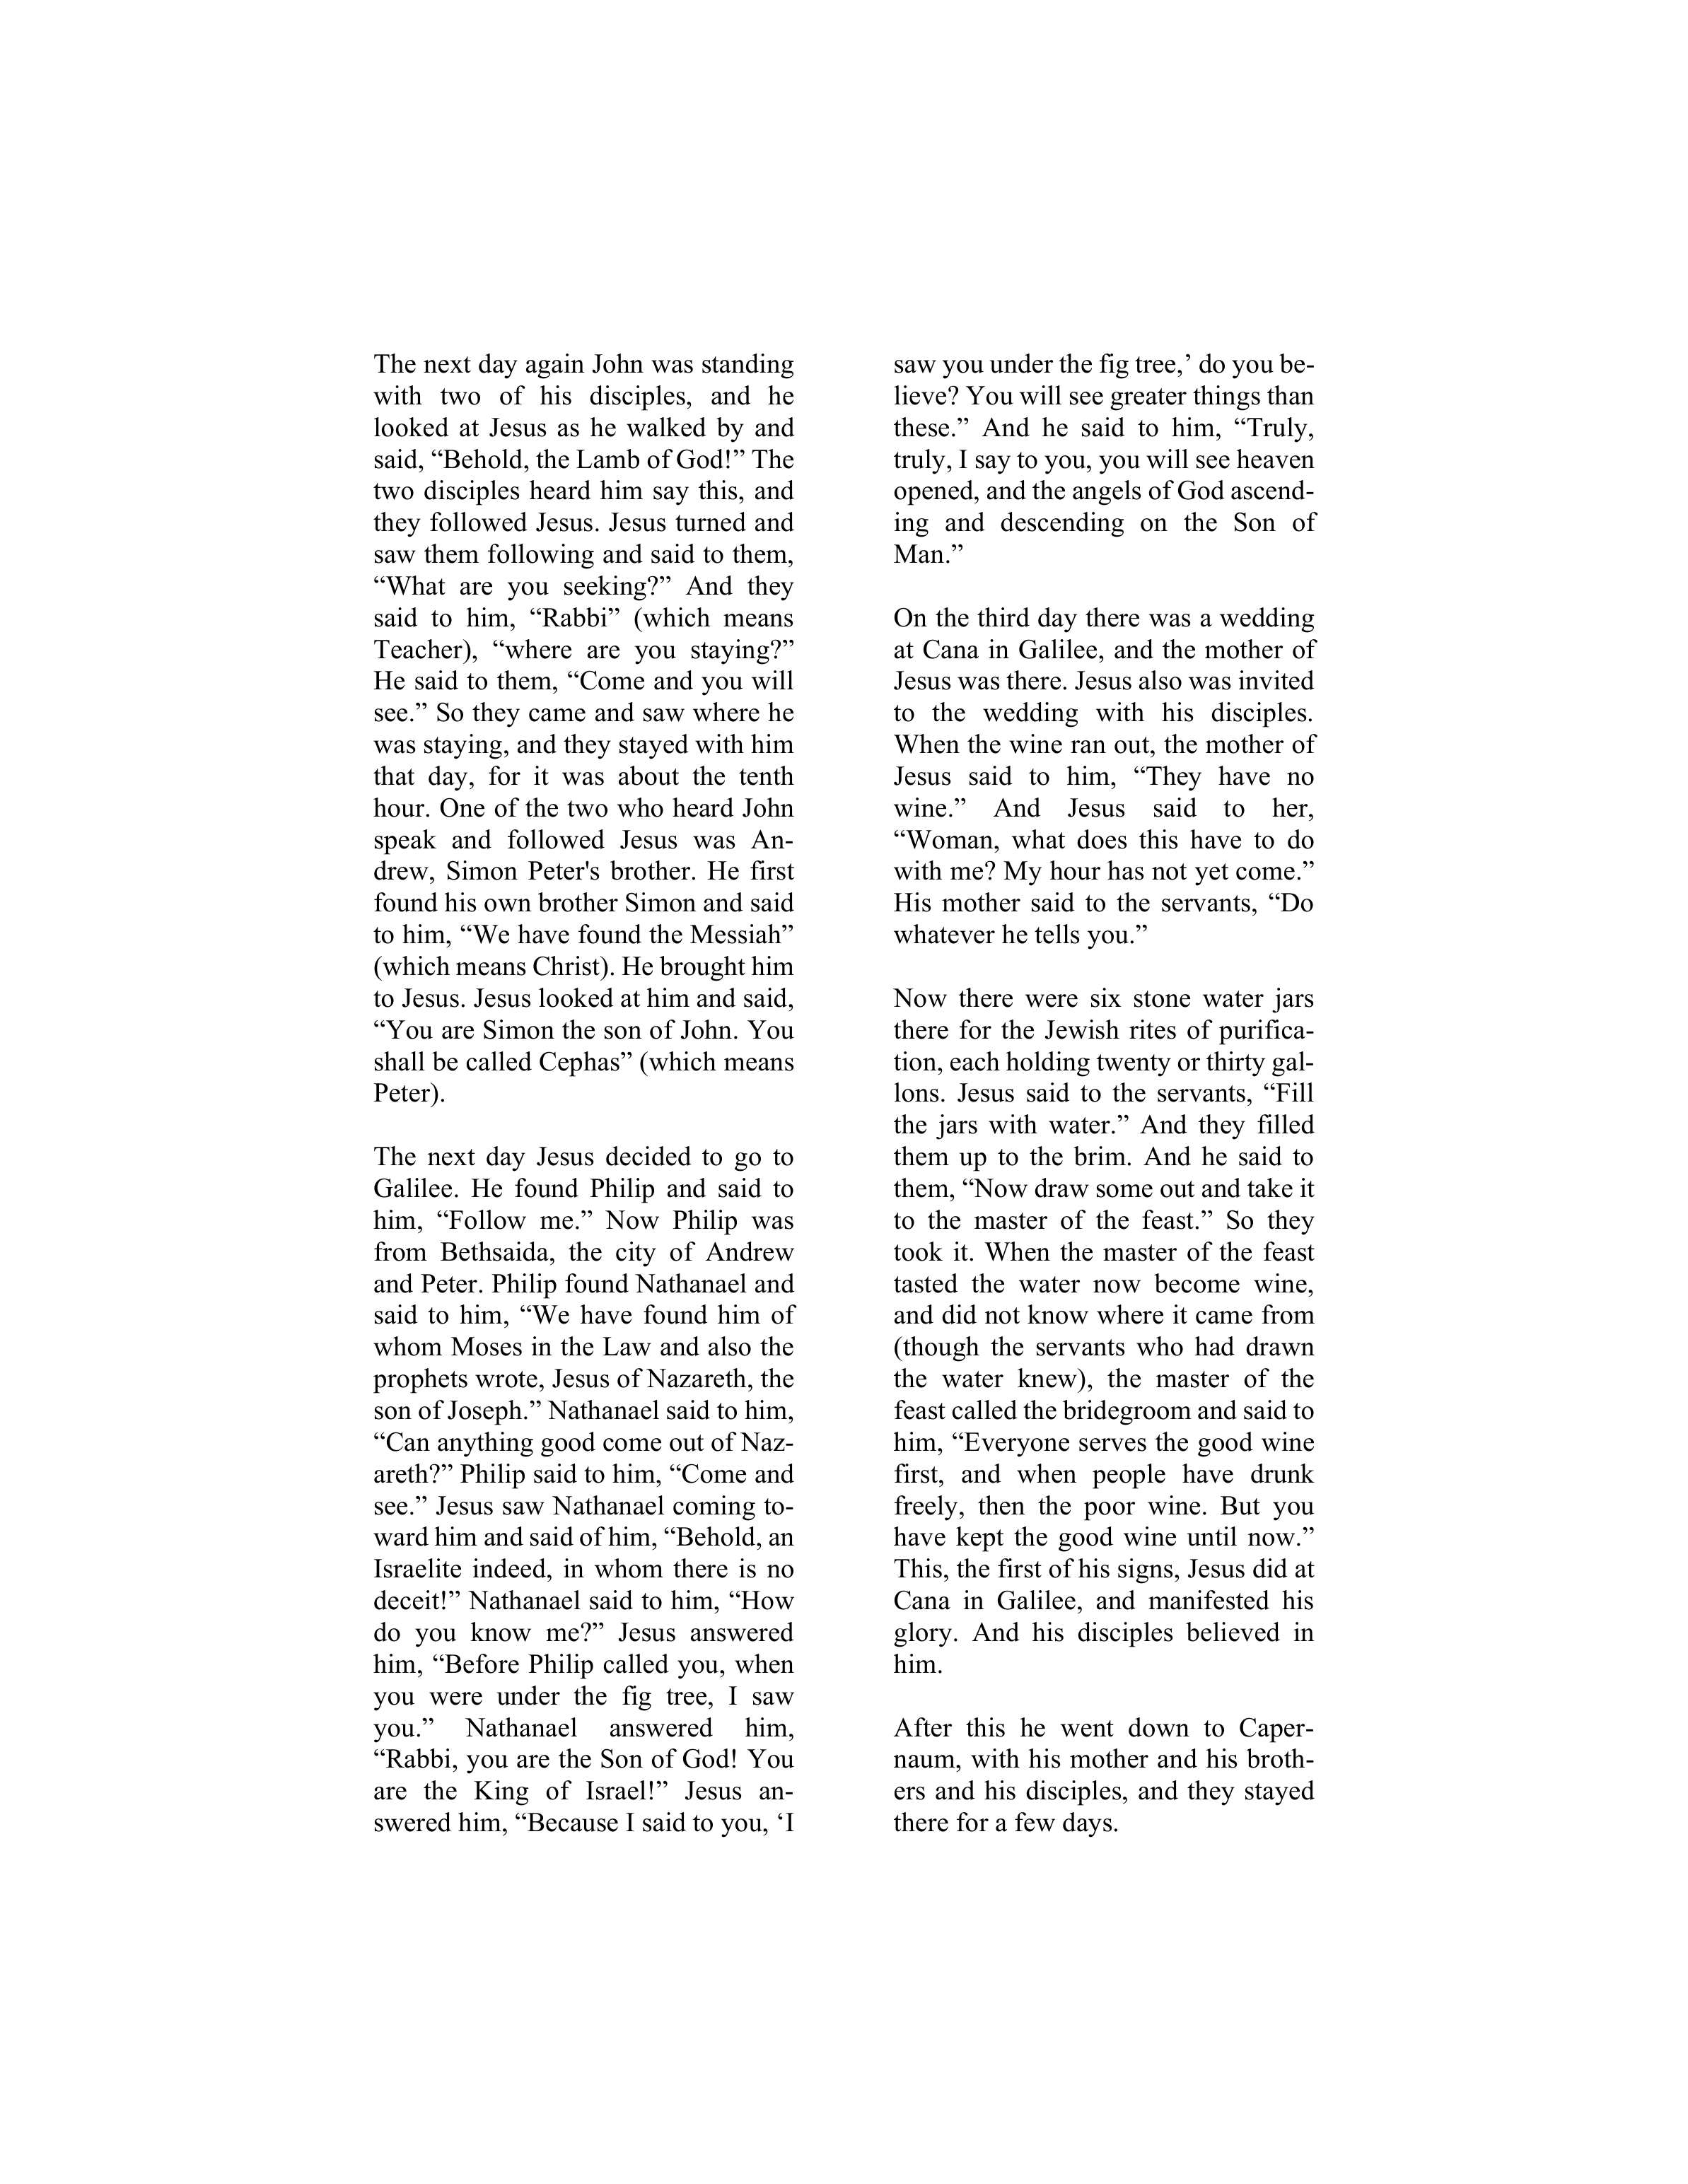 The next day again John was standing
with two of his disciples, and he
looked at Jesus as he walked by and
said, “Behold, the Lamb of God!” The
two disciples heard him say this, and
they followed Jesus. Jesus turned and
saw them following and said to them,
“What are you seeking?” And they
said to him, “Rabbi” (which means
Teacher), “where are you staying?”
He said to them, “Come and you will
see.” So they came and saw where he
was staying, and they stayed with him
that day, for it was about the tenth
hour. One of the two who heard John
speak and followed Jesus was An-
drew, Simon Peter's brother. He first
found his own brother Simon and said
to him, “We have found the Messiah”
(which means Christ). He brought him
to Jesus. Jesus looked at him and said,
“You are Simon the son of John. You
shall be called Cephas” (which means
Peter).

The next day Jesus decided to go to
Galilee. He found Philip and said to
him, “Follow me.” Now Philip was
from Bethsaida, the city of Andrew
and Peter. Philip found Nathanael and
said to him, “We have found him of
whom Moses in the Law and also the
prophets wrote, Jesus of Nazareth, the
son of Joseph.” Nathanael said to him,
“Can anything good come out of Naz-
areth?” Philip said to him, “Come and
see.” Jesus saw Nathanael coming to-
ward him and said of him, “Behold, an
Israelite indeed, in whom there is no
deceit!” Nathanael said to him, “How
do you know me?” Jesus answered
him, “Before Philip called you, when
you were under the fig tree, I saw
you.” Nathanael answered him,
“Rabbi, you are the Son of God! You
are the King of Israel!” Jesus an-
swered him, “Because I said to you, ‘I
saw you under the fig tree,’ do you be-
lieve? You will see greater things than
these.” And he said to him, “Truly,
truly, I say to you, you will see heaven
opened, and the angels of God ascend-
ing and descending on the Son of
Man.”

On the third day there was a wedding
at Cana in Galilee, and the mother of
Jesus was there. Jesus also was invited
to the wedding with his disciples.
When the wine ran out, the mother of
Jesus said to him, “They have no
wine.” And Jesus said to her,
“Woman, what does this have to do
with me? My hour has not yet come.”
His mother said to the servants, “Do
whatever he tells you.”

Now there were six stone water jars
there for the Jewish rites of purifica-
tion, each holding twenty or thirty gal-
lons. Jesus said to the servants, “Fill
the jars with water.” And they filled
them up to the brim. And he said to
them, “Now draw some out and take it
to the master of the feast.” So they
took it. When the master of the feast
tasted the water now become wine,
and did not know where it came from
(though the servants who had drawn
the water knew), the master of the
feast called the bridegroom and said to
him, “Everyone serves the good wine
first, and when people have drunk
freely, then the poor wine. But you
have kept the good wine until now.”
This, the first of his signs, Jesus did at
Cana in Galilee, and manifested his
glory. And his disciples believed in
him.

After this he went down to Caper-
naum, with his mother and his broth-
ers and his disciples, and they stayed
there for a few days.